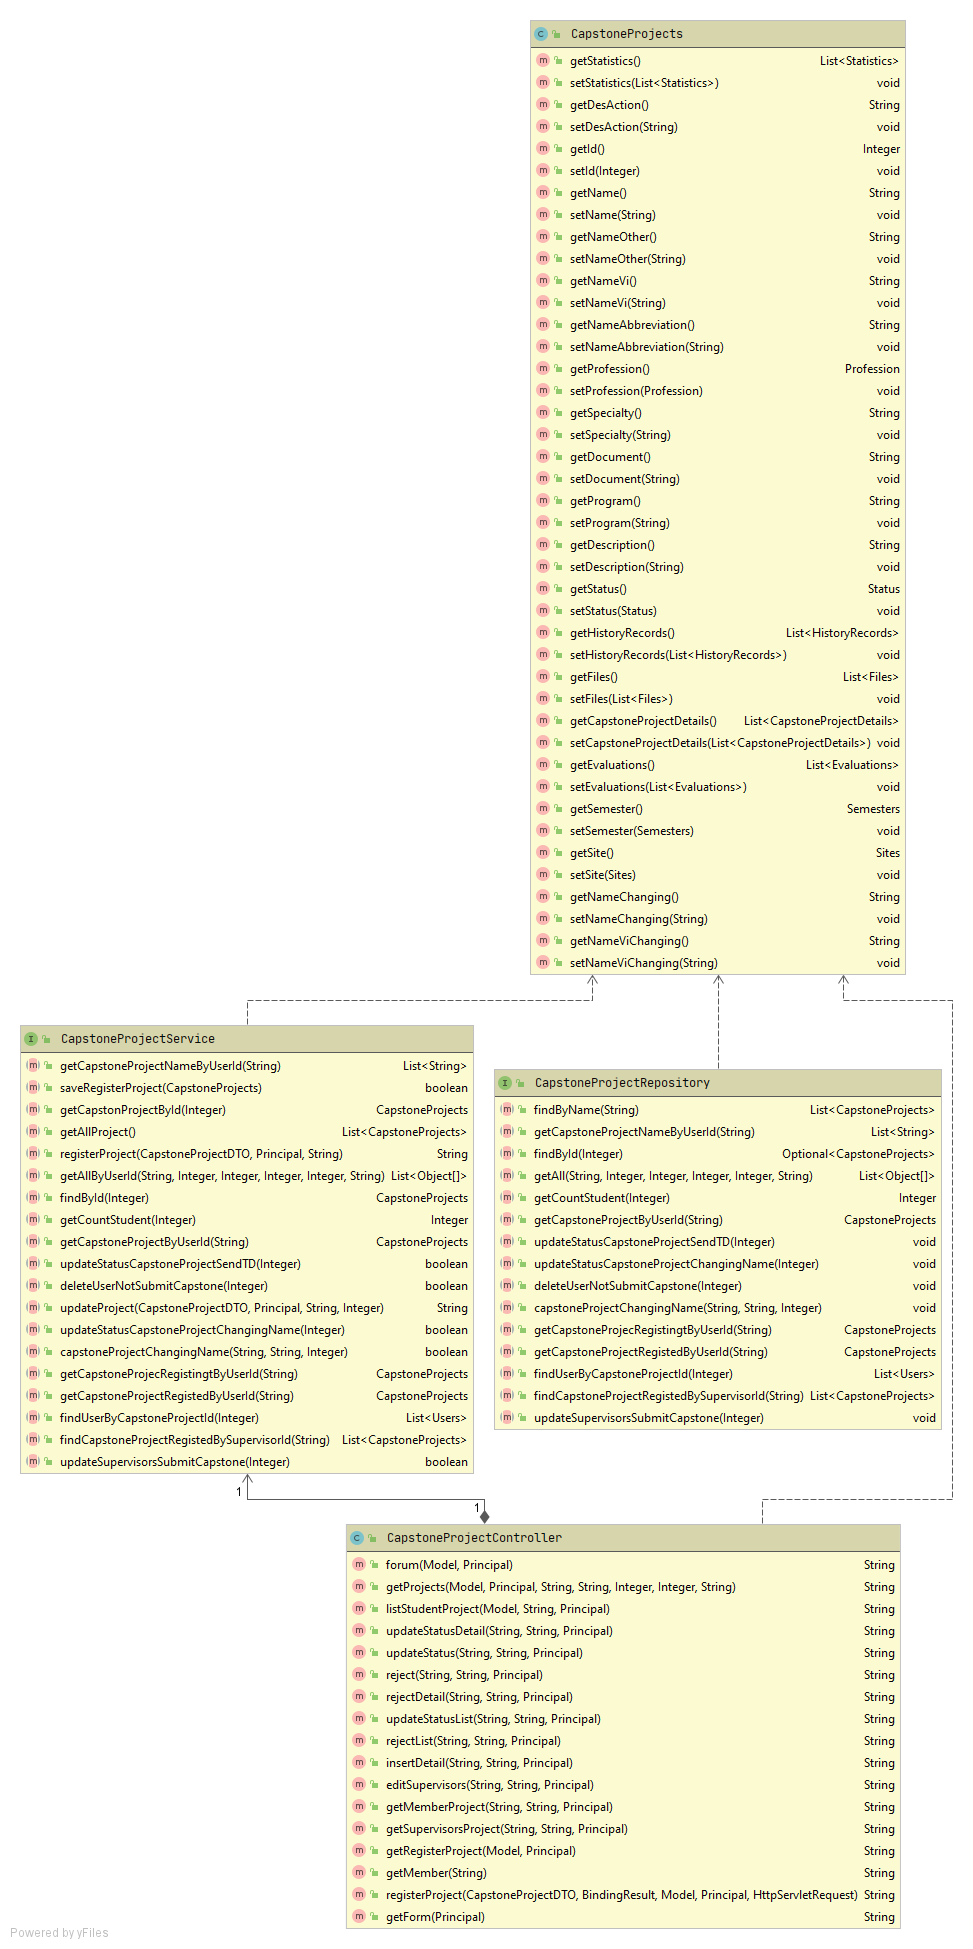 CapstoneProjects
getStatistics() List<Statistics>
setStatistics(List<Statistics>) void
getDesAction() String
setDesAction(String) void
getId() Integer
setId(Integer) void
getName() String
setName(String) void
getNameOther() String
setNameOther(String) void
getNameVi() String
setNameVi(String) void
getNameAbbreviation() String
setNameAbbreviation(String) void
getProfession() Profession
setProfession(Profession) void
getSpecialty() String
setSpecialty(String) void
getDocument() String
setDocument(String) void
getProgram() String
setProgram(String) void
getDescription() String
setDescription(String) void
getStatus() Status
setStatus(Status) void
getHistoryRecords() List<HistoryRecords>
setHistoryRecords(List<HistoryRecords>) void
getFiles() List<Files>
setFiles(List<Files>) void
getCapstoneProjectDetails() List<CapstoneProjectDetails>
setCapstoneProjectDetails(List<CapstoneProjectDetails>) void
getEvaluations() List<Evaluations>
setEvaluations(List<Evaluations>) void
getSemester() Semesters
setSemester(Semesters) void
getSite() Sites
setSite(Sites) void
getNameChanging() String
setNameChanging(String) void
getNameViChanging() String
setNameViChanging(String) void
CapstoneProjectService
getCapstoneProjectNameByUserId(String) List<String>
saveRegisterProject(CapstoneProjects) boolean
getCapstonProjectById(Integer) CapstoneProjects
getAllProject() List<CapstoneProjects>
registerProject(CapstoneProjectDTO, Principal, String) String
getAllByUserId(String, Integer, Integer, Integer, Integer, String) List<Object[]>
findById(Integer) CapstoneProjects
getCountStudent(Integer) Integer
getCapstoneProjectByUserId(String) CapstoneProjects
updateStatusCapstoneProjectSendTD(Integer) boolean
deleteUserNotSubmitCapstone(Integer) boolean
updateProject(CapstoneProjectDTO, Principal, String, Integer) String
updateStatusCapstoneProjectChangingName(Integer) boolean
capstoneProjectChangingName(String, String, Integer) boolean
getCapstoneProjecRegistingtByUserId(String) CapstoneProjects
getCapstoneProjectRegistedByUserId(String) CapstoneProjects
findUserByCapstoneProjectId(Integer) List<Users>
findCapstoneProjectRegistedBySupervisorId(String) List<CapstoneProjects>
updateSupervisorsSubmitCapstone(Integer) boolean
CapstoneProjectRepository
findByName(String) List<CapstoneProjects>
getCapstoneProjectNameByUserId(String) List<String>
findById(Integer) Optional<CapstoneProjects>
getAll(String, Integer, Integer, Integer, Integer, String) List<Object[]>
getCountStudent(Integer) Integer
getCapstoneProjectByUserId(String) CapstoneProjects
updateStatusCapstoneProjectSendTD(Integer) void
updateStatusCapstoneProjectChangingName(Integer) void
deleteUserNotSubmitCapstone(Integer) void
capstoneProjectChangingName(String, String, Integer) void
getCapstoneProjecRegistingtByUserId(String) CapstoneProjects
getCapstoneProjectRegistedByUserId(String) CapstoneProjects
findUserByCapstoneProjectId(Integer) List<Users>
findCapstoneProjectRegistedBySupervisorId(String) List<CapstoneProjects>
updateSupervisorsSubmitCapstone(Integer) void
1
1
CapstoneProjectController
forum(Model, Principal) String
getProjects(Model, Principal, String, String, Integer, Integer, String) String
listStudentProject(Model, String, Principal) String
updateStatusDetail(String, String, Principal) String
updateStatus(String, String, Principal) String
reject(String, String, Principal) String
rejectDetail(String, String, Principal) String
updateStatusList(String, String, Principal) String
rejectList(String, String, Principal) String
insertDetail(String, String, Principal) String
editSupervisors(String, String, Principal) String
getMemberProject(String, String, Principal) String
getSupervisorsProject(String, String, Principal) String
getRegisterProject(Model, Principal) String
getMember(String) String
registerProject(CapstoneProjectDTO, BindingResult, Model, Principal, HttpServletRequest) String
getForm(Principal) String
Powered by yFiles